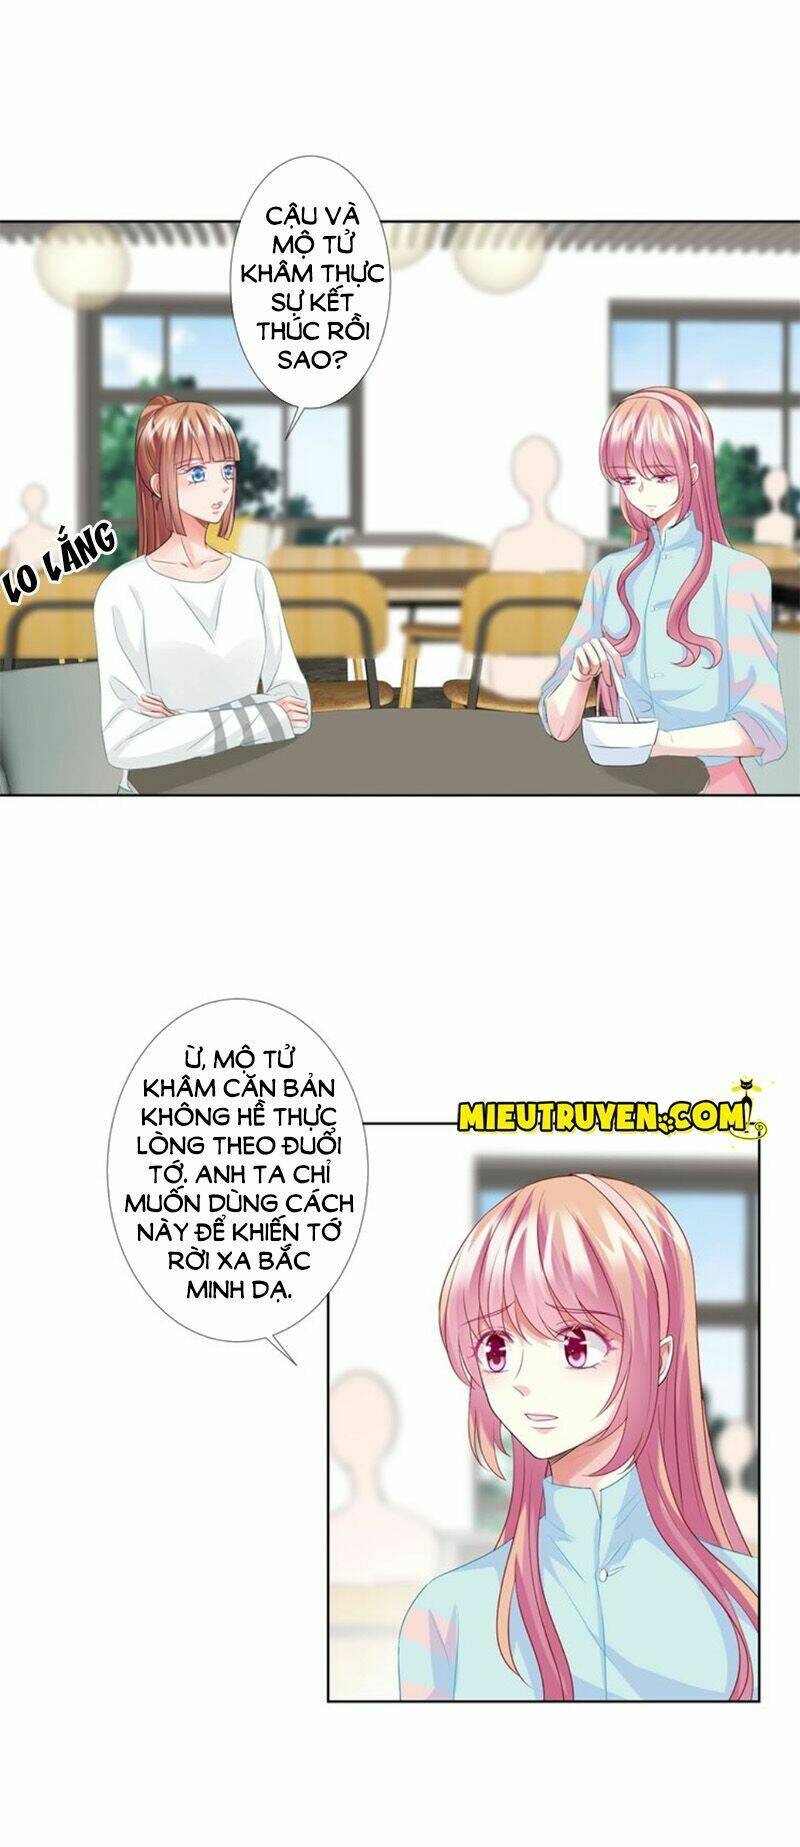 CẬU VÀ
MỘ TỬ
KHÂM THỰC
SỰ KẾT
THÚC RỒI
SAO?
LO LẮNG
Ừ, MỘ TỬ
KHÂM CĂN BẢN
KHÔNG HỀ THỰC
LÒNG THEO ĐUỔI
TỚ. ANH TA CHỈ
MUỐN DÙNG CÁCH
NÀY ĐỂ KHIẾN TỚ
RỜI XA BẮC
MINH DẠ.
MIEUTRUYEN.COM